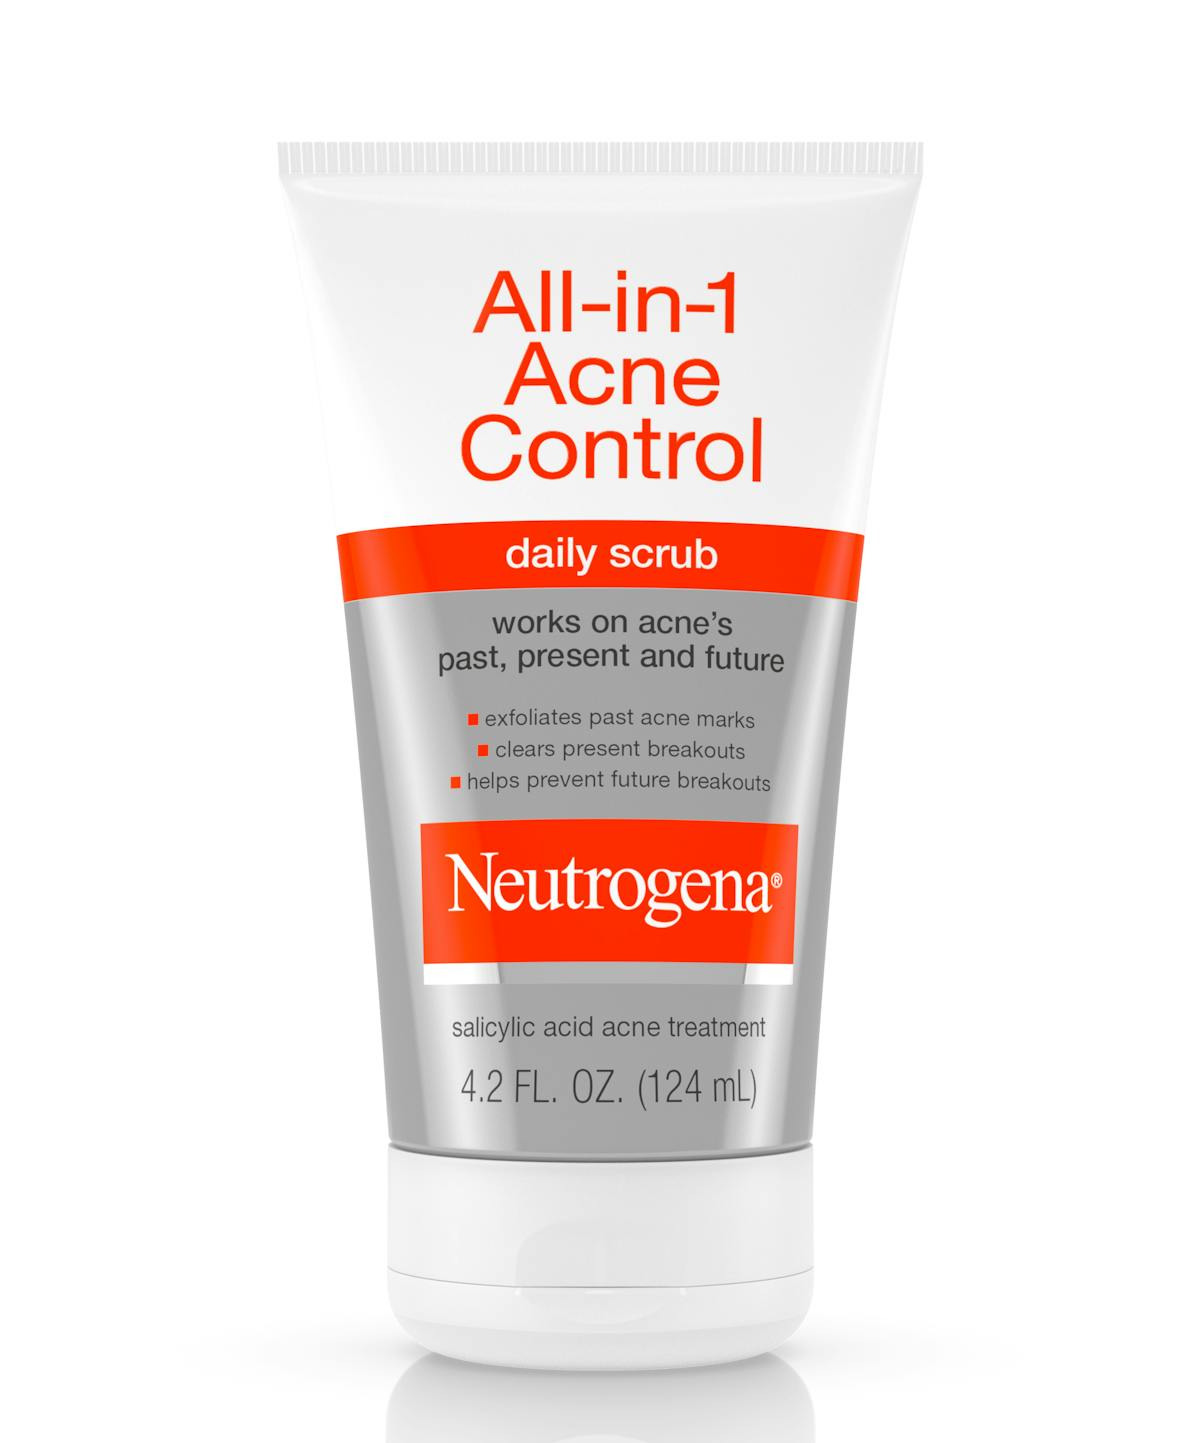 All-in-1
Acne
Control
daily scrub
works on acne's
past, present and future
exfoliates past acne marks
clears present breakouts
helps prevent future breakouts
Neutrogena®
salicylic acid acne treatment
4.2 FL. OZ. (124 mL)